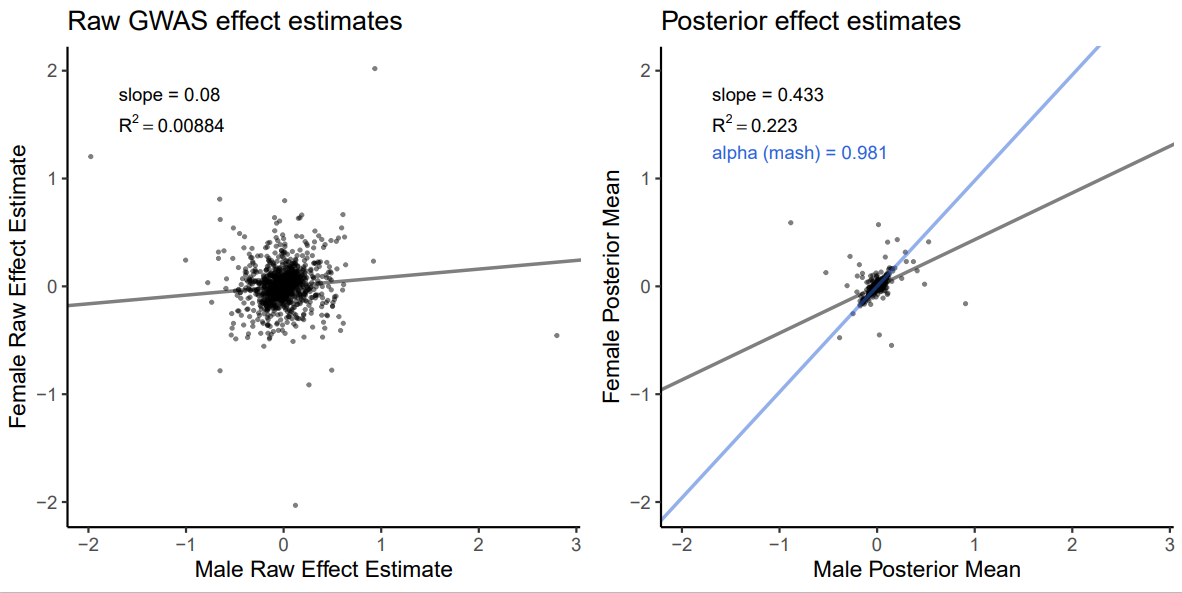 Raw GWAS effect estimates
slope = 0.08
R² = 0.00884
Female Raw Effect Estimate
2
1
0
−1
−2
−2
−1
0
1
2
3
Male Raw Effect Estimate
Posterior effect estimates
slope = 0.433
R² = 0.223
alpha (mash) = 0.981
Female Posterior Mean
2
1
0
−1
−2
−2
−1
0
1
2
3
Male Posterior Mean